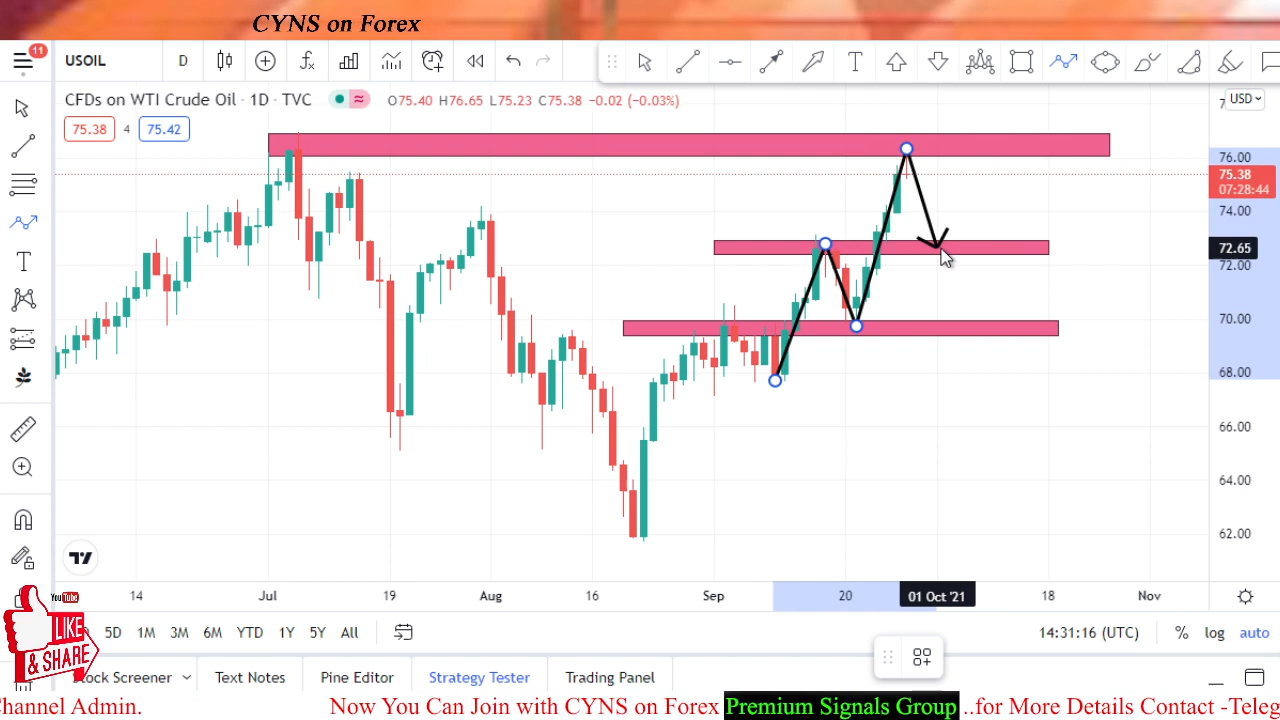 CYNS on Forex
11
USOIL D
CFDs on WTI Crude Oil · 1D · TVC O75.40 H76.65 L75.23 C75.38 −0.02 (−0.03%)
USD
75.38 4 75.42
76.00
75.38
07:28:44
74.00
72.65
72.00
70.00
68.00
66.00
64.00
62.00
14 Jul 19 Aug 16 Sep 20 01 Oct '21 18 Nov
YouTube
LIKE
& SHARE
5D 1M 3M 6M YTD 1Y 5Y All 14:31:16 (UTC) % log auto
Stock Screener Text Notes Pine Editor Strategy Tester Trading Panel
Channel Admin. Now You Can Join with CYNS on Forex Premium Signals Group ..for More Details Contact -Teleg